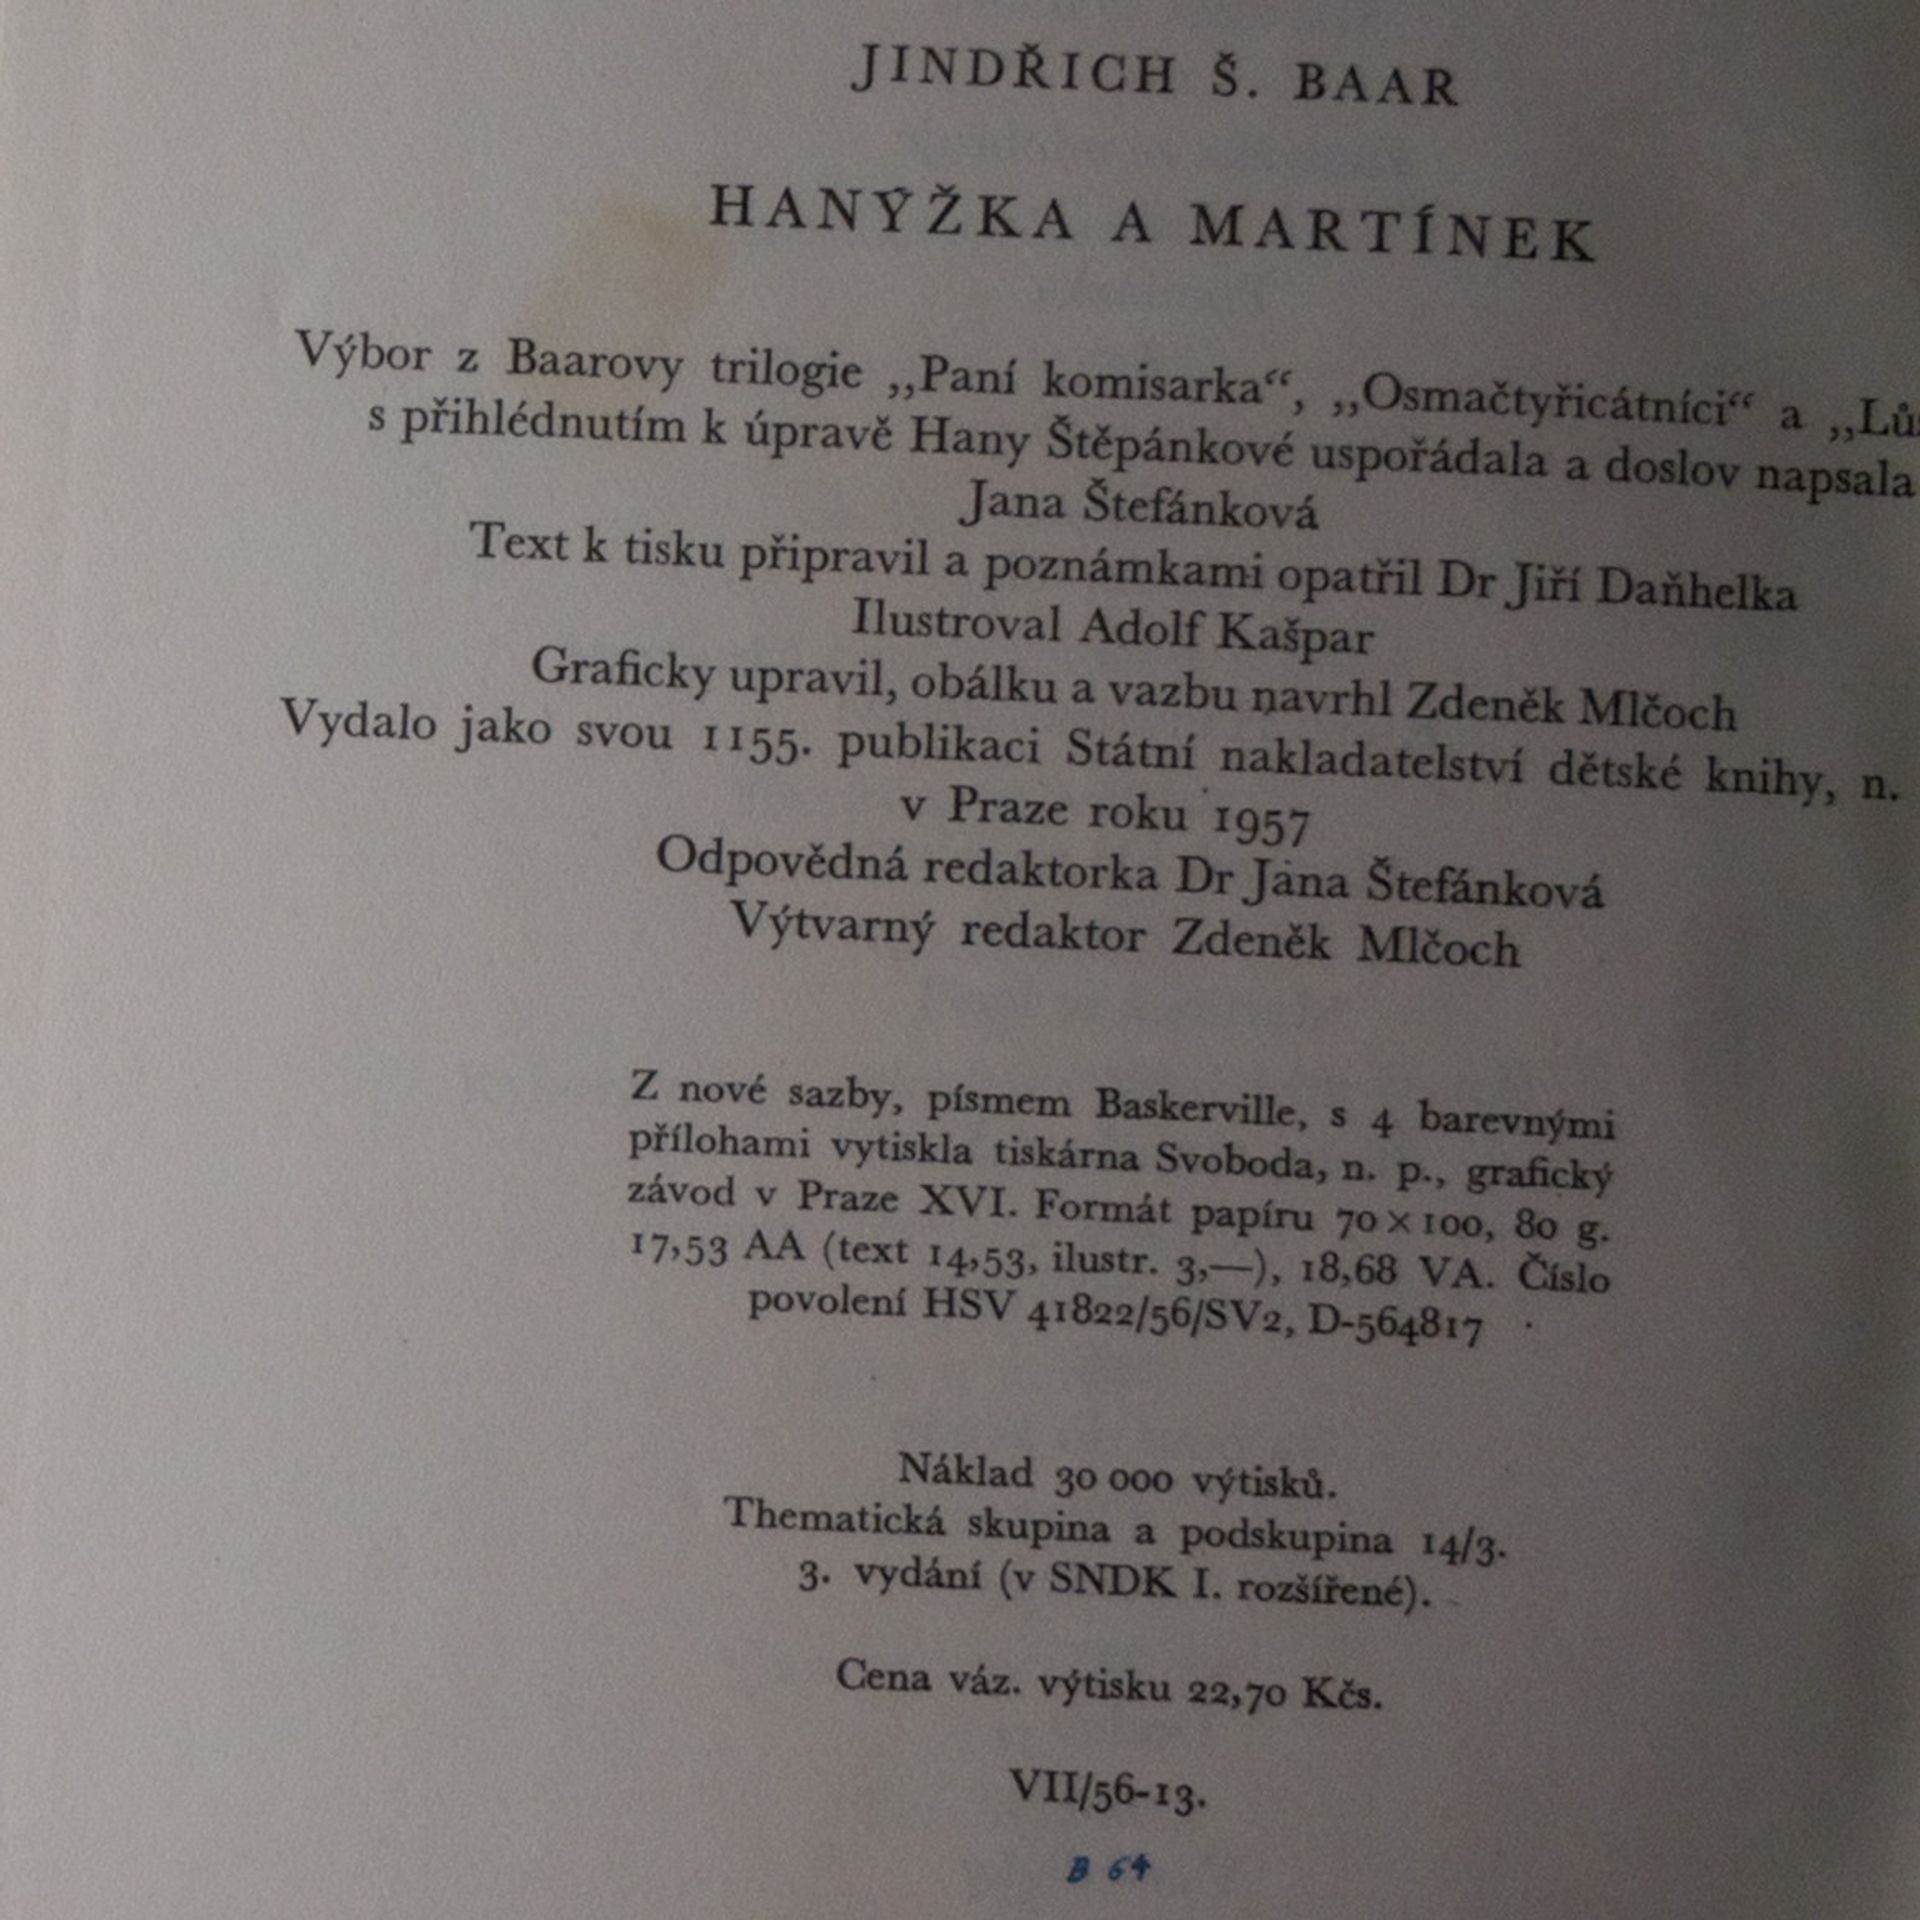 JINDŘICH Š. BAAR
HANÝŽKA A MARTÍNEK
Výbor z Baarovy trilogie „Paní komisarka“, „Osmačtyřicátníci“ a
s přihlédnutím k úpravě Hany Štěpánkové uspořádala a doslov napsala
Jana Štefánková
Text k tisku připravil a poznámkami opatřil Dr Jiří Daňhelka
Ilustroval Adolf Kašpar
Graficky upravil, obálku a vazbu navrhl Zdeněk Mlčoch
Vydalo jako svou 1155. publikaci Státní nakladatelství dětské knihy, n.
v Praze roku 1957
Odpovědná redaktorka Dr Jana Štefánková
Výtvarný redaktor Zdeněk Mlčoch
Z nové sazby, písmem Baskerville, s 4 barevnými
přílohami vytiskla tiskárna Svoboda, n. p., grafický
závod v Praze XVI. Formát papíru 70×100, 80 g.
17,53 AA (text 14,53, ilustr. 3,—), 18,68 VA. Číslo
povolení HSV 41822/56/SV2, D-564817
Náklad 30 000 výtisků.
Thematická skupina a podskupina 14/3.
3. vydání (v SNDK I. rozšířené).
Cena váz. výtisku 22,70 Kčs.
VII/56-13.
B 64